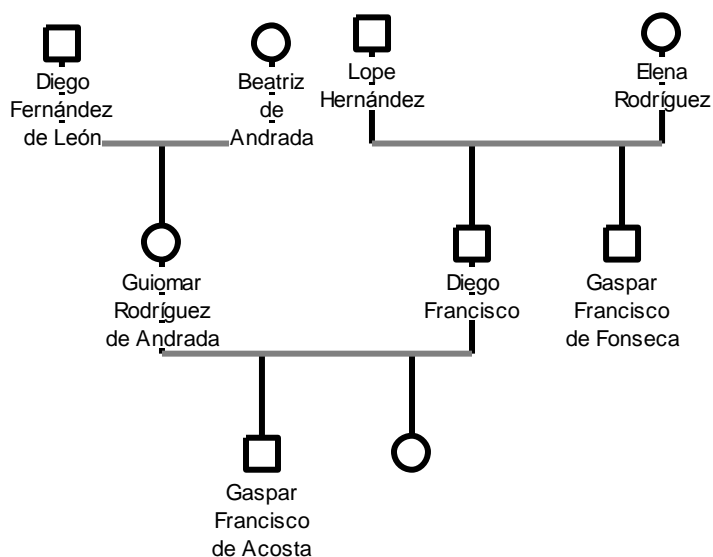 Diego
Fernández
de León
Beatriz
de
Andrada
Lope
Hernández
Elena
Rodríguez
Guiomar
Rodríguez
de Andrada
Diego
Francisco
Gaspar
Francisco
de Fonseca
Gaspar
Francisco
de Acosta